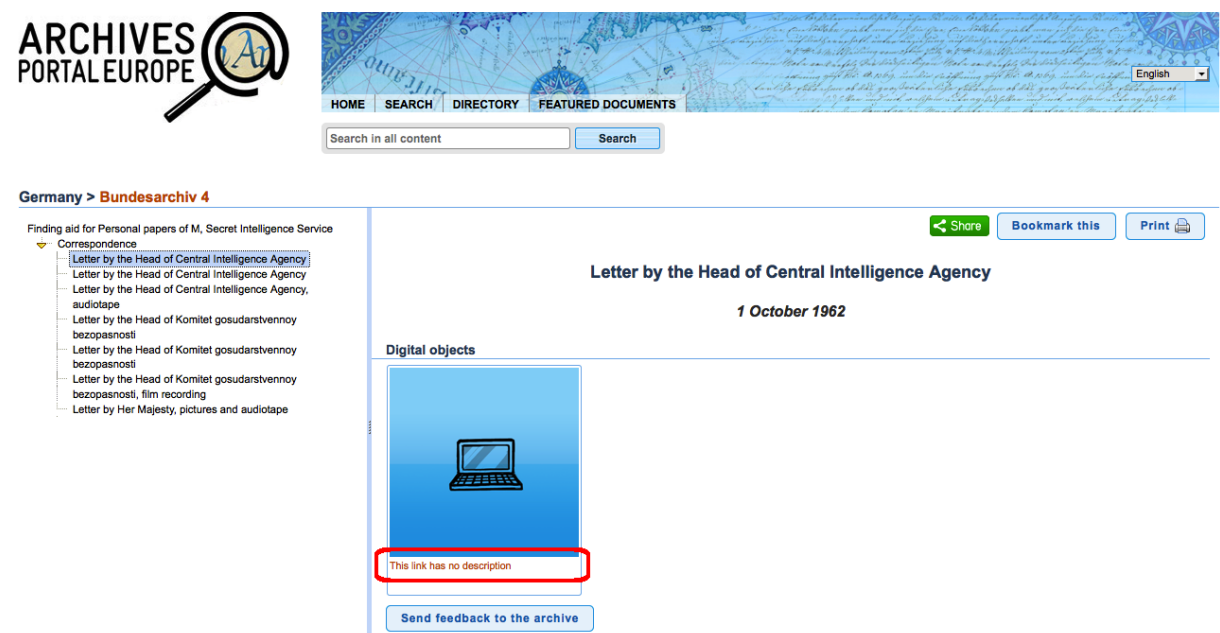 ARCHIVES
PORTAL EUROPE
English
HOME SEARCH DIRECTORY FEATURED DOCUMENTS
Search in all content
Search
Germany > Bundesarchiv 4
Finding aid for Personal papers of M, Secret Intelligence Service
Correspondence
Letter by the Head of Central Intelligence Agency
Letter by the Head of Central Intelligence Agency
Letter by the Head of Central Intelligence Agency,
audiotape
Letter by the Head of Komitet gosudarstvennoy
bezopasnosti
Letter by the Head of Komitet gosudarstvennoy
bezopasnosti
Letter by the Head of Komitet gosudarstvennoy
bezopasnosti, film recording
Letter by Her Majesty, pictures and audiotape
Share
Bookmark this
Print
Letter by the Head of Central Intelligence Agency
1 October 1962
Digital objects
This link has no description
Send feedback to the archive